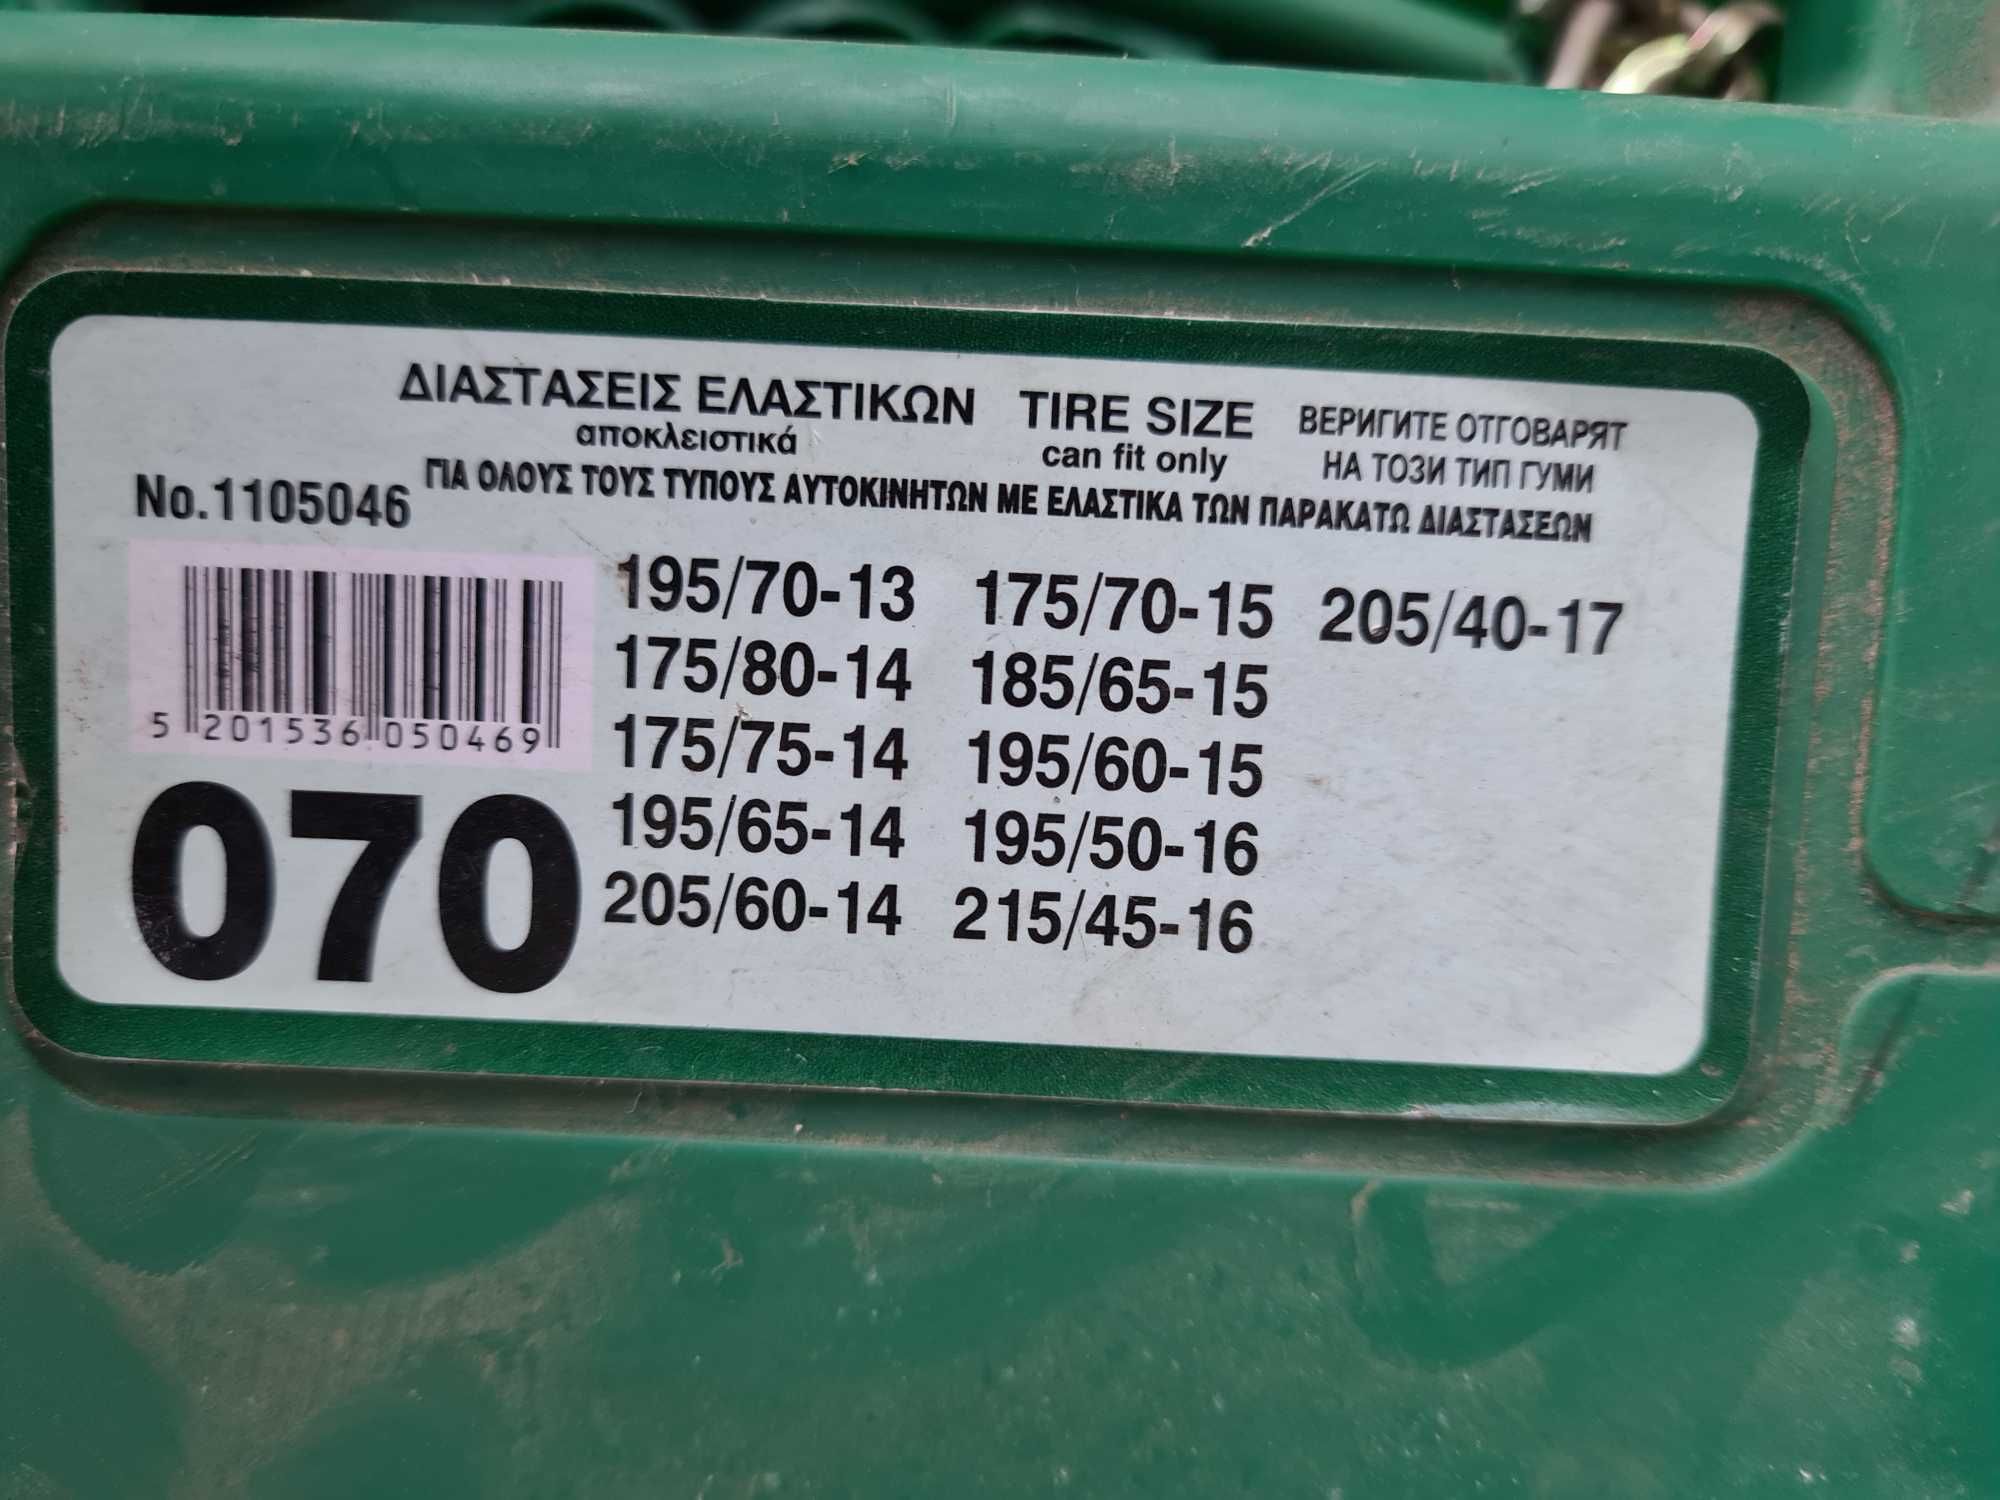 ΔΙΑΣΤΑΣΕΙΣ ΕΛΑΣΤΙΚΩΝ
αποκλειστικά
TIRE SIZE
can fit only
ВЕРИГИТЕ ОТГОВАРЯТ
НА ТОЗИ ТИП ГУМИ
ΓΙΑ ΟΛΟΥΣ ΤΟΥΣ ΤΥΠΟΥΣ ΑΥΤΟΚΙΝΗΤΩΝ ΜΕ ΕΛΑΣΤΙΚΑ ΤΩΝ ΠΑΡΑΚΑΤΩ ΔΙΑΣΤΑΣΕΩΝ
No.1105046
5 201536 050469
070
195/70-13
175/80-14
175/75-14
195/65-14
205/60-14
175/70-15
185/65-15
195/60-15
195/50-16
215/45-16
205/40-17